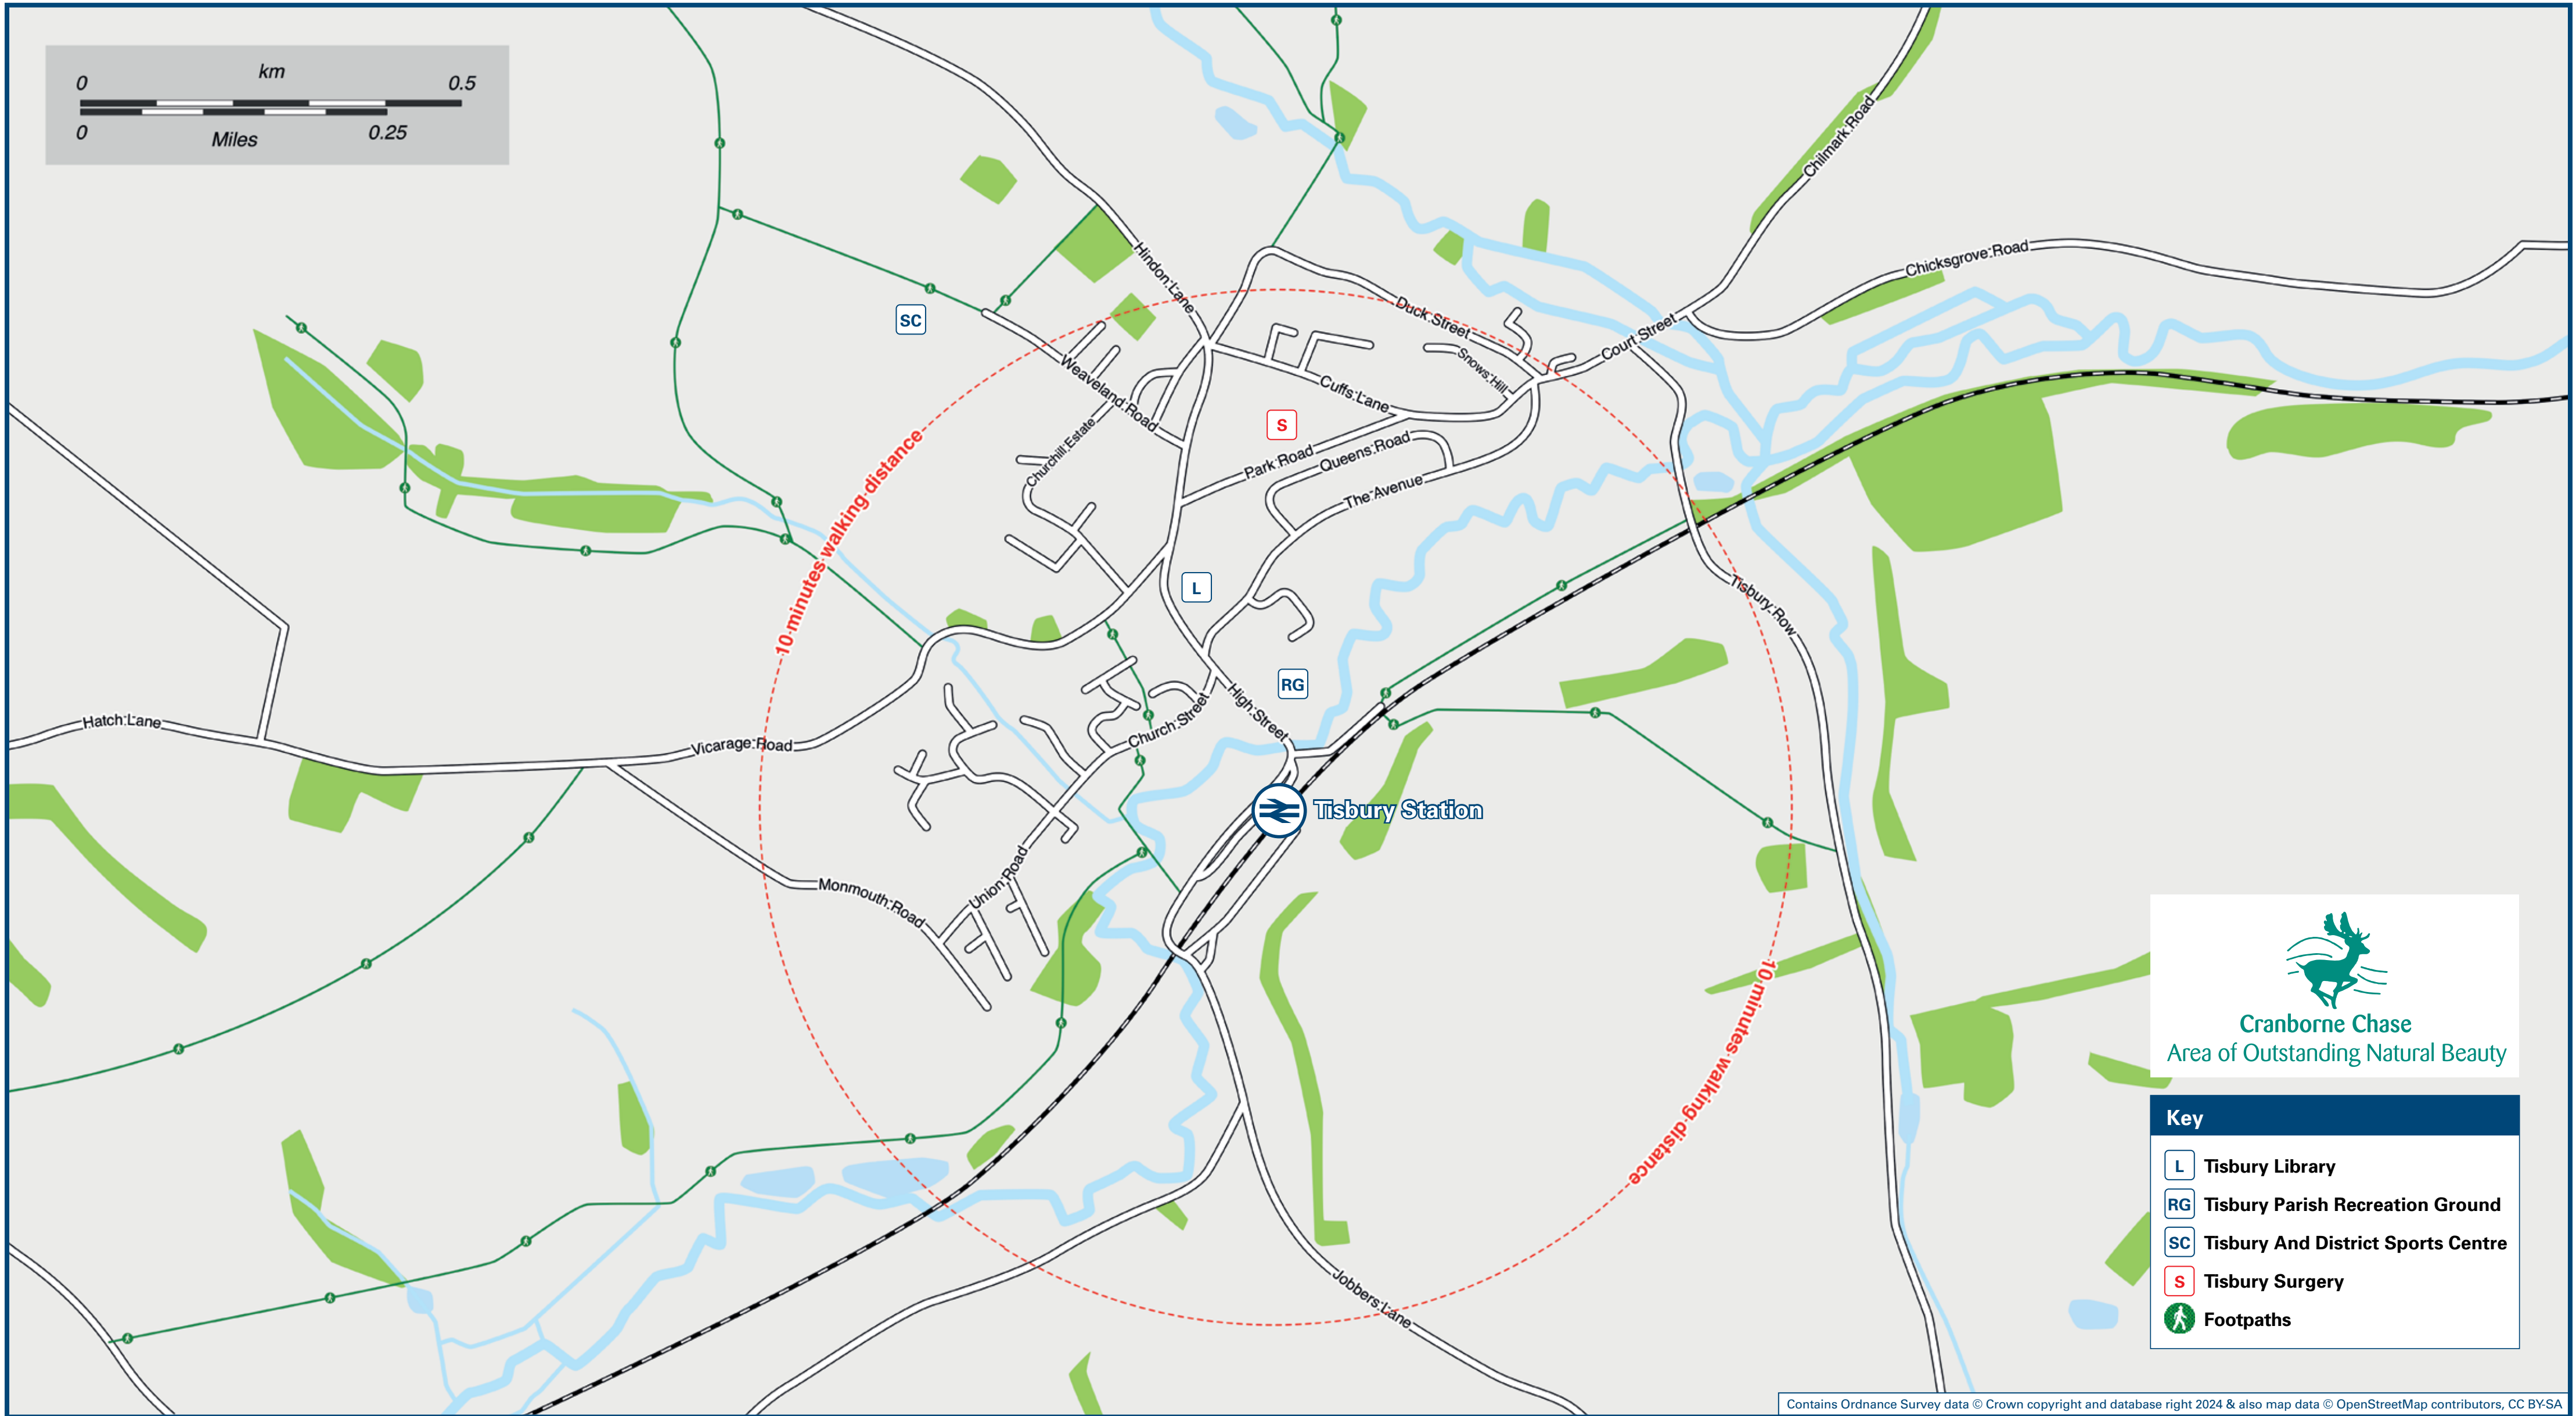 km
0 0.5
0 0.25
Miles
Chilmark Road
Hindon Lane
Chicksgrove Road
SC
Duck Street
Court Street
Snows Hill
Weaveland Road
Cuffs Lane
S
Churchill Estate
Park Road
Queens Road
The Avenue
10 minutes walking distance
L
Tisbury Row
RG
High Street
Church Street
Hatch Lane
Vicarage Road
Tisbury Station
Union Road
Monmouth Road
10 minutes walking distance
Jobbers Lane
Cranborne Chase
Area of Outstanding Natural Beauty
Key
L Tisbury Library
RG Tisbury Parish Recreation Ground
SC Tisbury And District Sports Centre
S Tisbury Surgery
Footpaths
Contains Ordnance Survey data © Crown copyright and database right 2024 & also map data © OpenStreetMap contributors, CC BY-SA